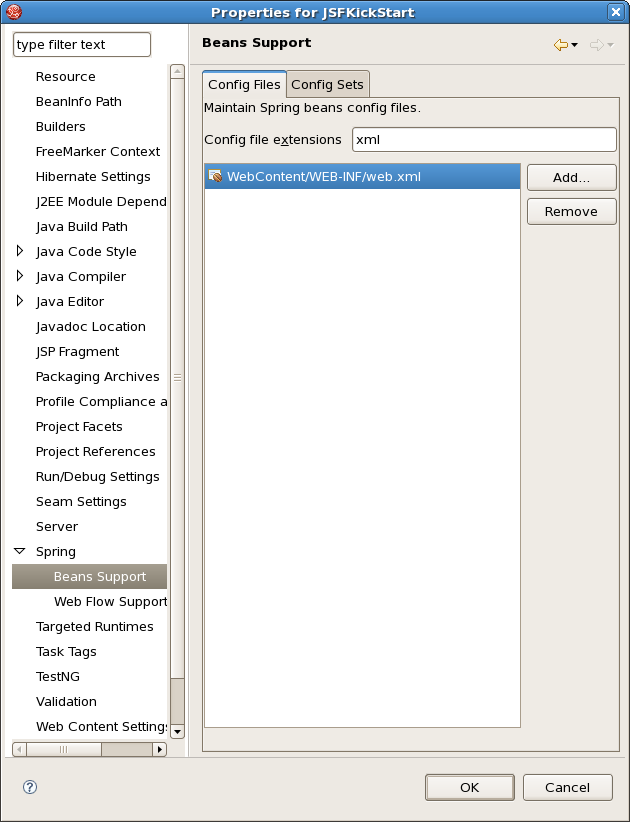 Properties for JSFKickStart
type filter text
Resource
BeanInfo Path
Builders
FreeMarker Context
Hibernate Settings
J2EE Module Depend
Java Build Path
Java Code Style
Java Compiler
Java Editor
Javadoc Location
JSP Fragment
Packaging Archives
Profile Compliance a
Project Facets
Project References
Run/Debug Settings
Seam Settings
Server
Spring
Beans Support
Web Flow Support
Targeted Runtimes
Task Tags
TestNG
Validation
Web Content Settings
Beans Support
Config Files Config Sets
Maintain Spring beans config files.
Config file extensions xml
WebContent/WEB-INF/web.xml
Add...
Remove
OK Cancel